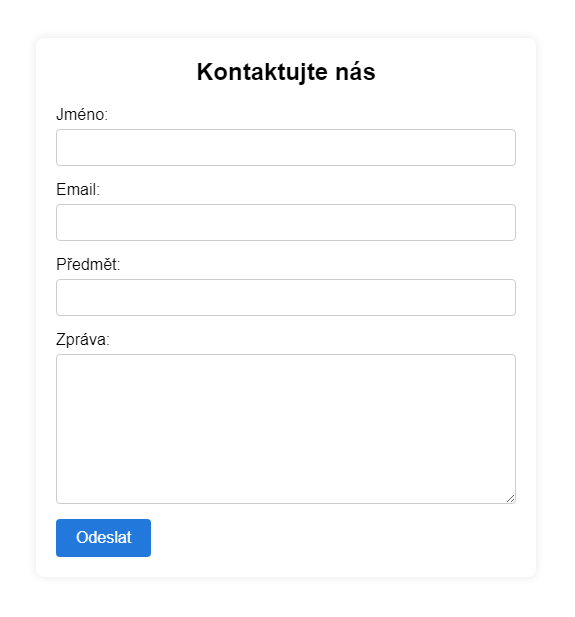 Kontaktujte nás
Jméno:
Email:
Předmět:
Zpráva:
Odeslat